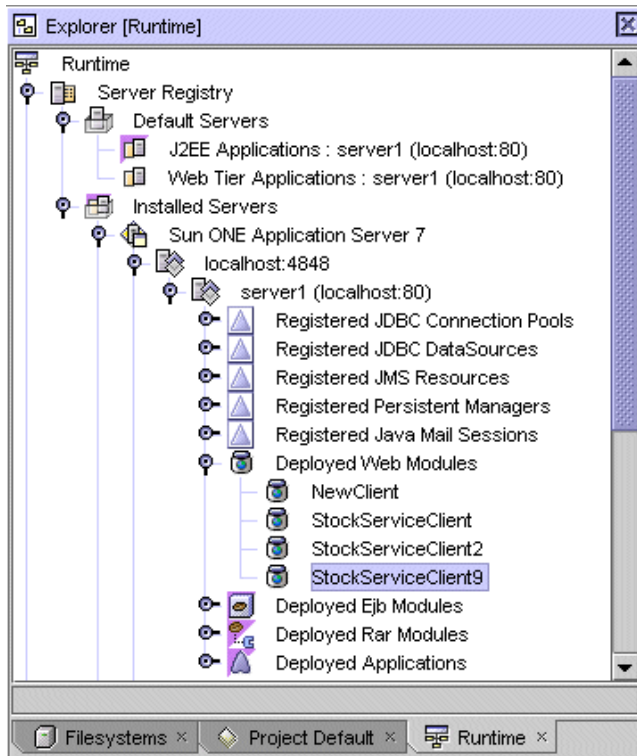 Explorer [Runtime]
Runtime
Server Registry
Default Servers
J2EE Applications : server1 (localhost:80)
Web Tier Applications : server1 (localhost:80)
Installed Servers
Sun ONE Application Server 7
localhost:4848
server1 (localhost:80)
Registered JDBC Connection Pools
Registered JDBC DataSources
Registered JMS Resources
Registered Persistent Managers
Registered Java Mail Sessions
Deployed Web Modules
NewClient
StockServiceClient
StockServiceClient2
StockServiceClient9
Deployed Ejb Modules
Deployed Rar Modules
Deployed Applications
Filesystems × Project Default × Runtime ×